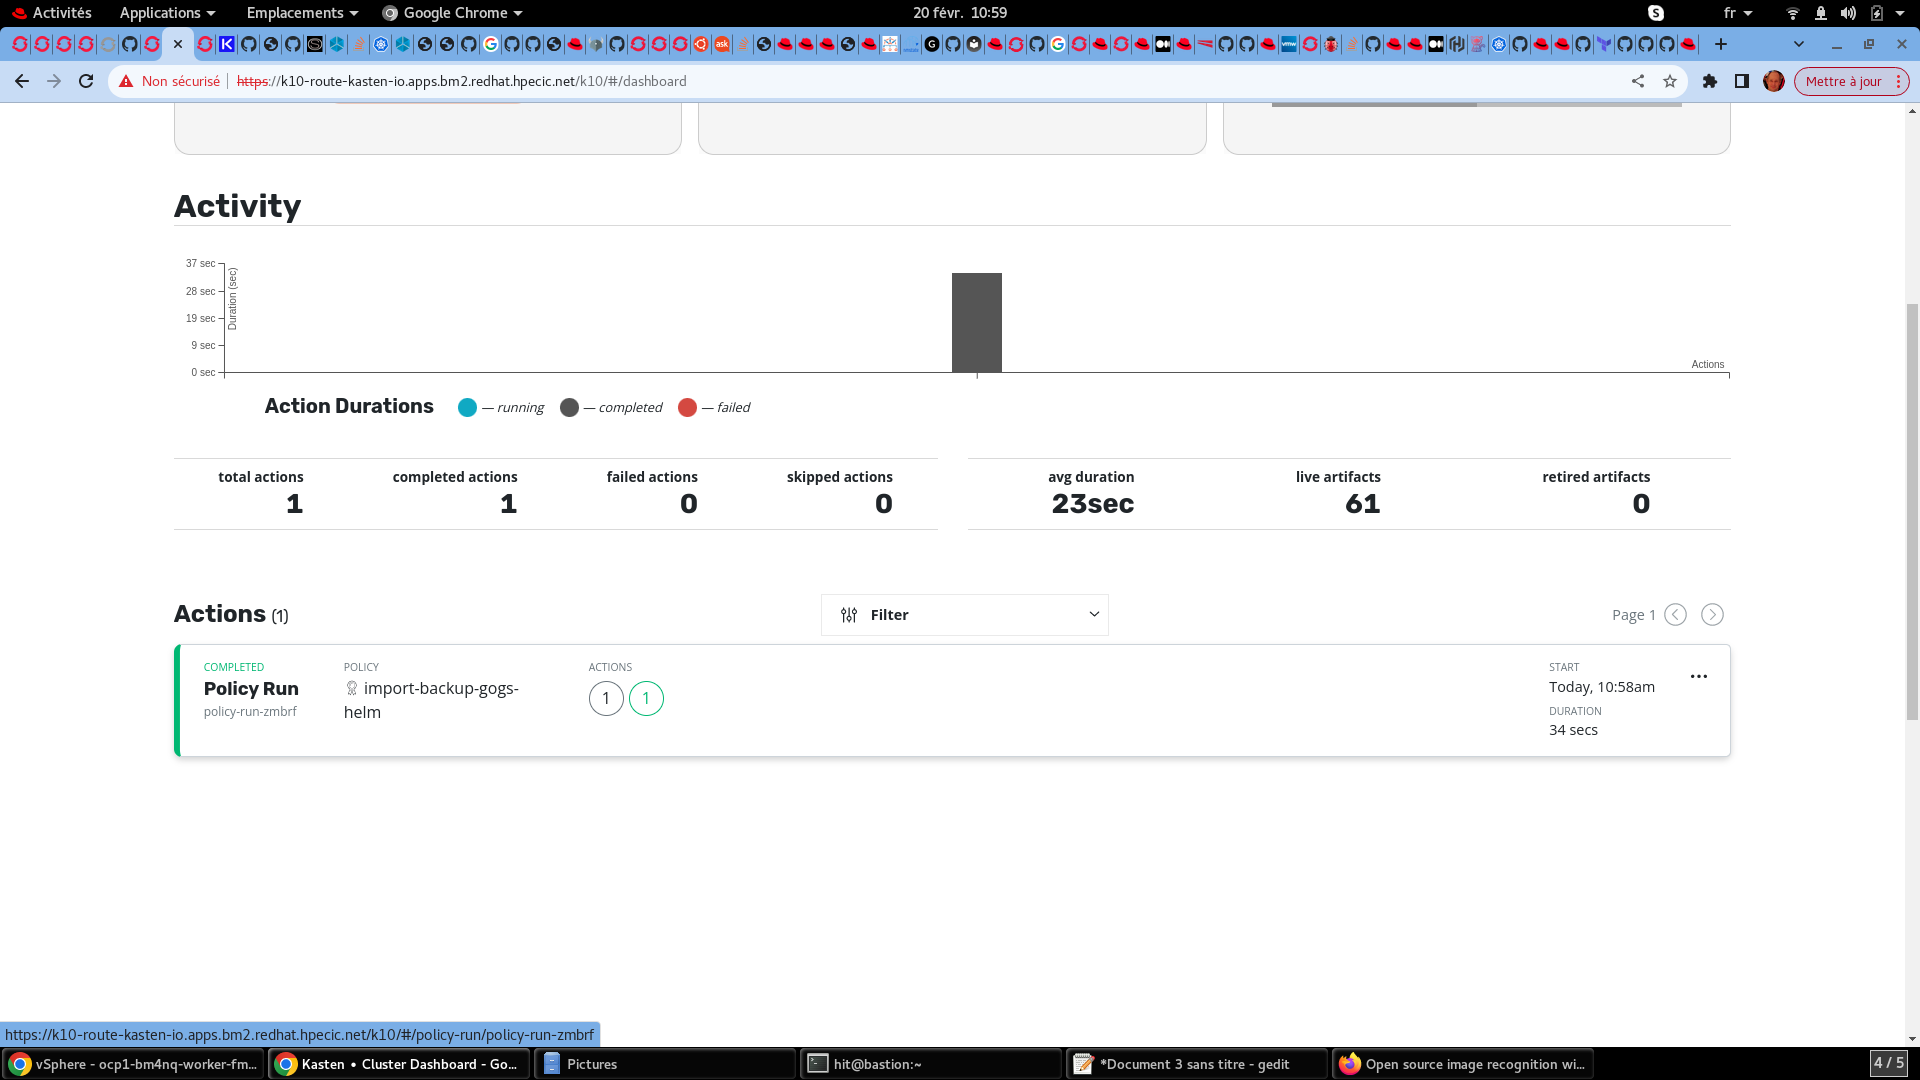 Activités Applications Emplacements Google Chrome 20 févr. 10:59 fr
Non sécurisé https://k10-route-kasten-io.apps.bm2.redhat.hpecic.net/k10/#/dashboard Mettre à jour
Activity
37 sec
28 sec
19 sec
9 sec
0 sec
Duration (sec)
Actions
Action Durations — running — completed — failed
total actions completed actions failed actions skipped actions avg duration live artifacts retired artifacts
1 1 0 0 23sec 61 0
Actions (1) Filter Page 1
COMPLETED POLICY ACTIONS START
Policy Run import-backup-gogs- 1 1 Today, 10:58am
policy-run-zmbrf helm DURATION
34 secs
https://k10-route-kasten-io.apps.bm2.redhat.hpecic.net/k10/#/policy-run/policy-run-zmbrf
vSphere - ocp1-bm4nq-worker-fm... Kasten • Cluster Dashboard - Go... Pictures hit@bastion:~ *Document 3 sans titre - gedit Open source image recognition wi... 4 / 5